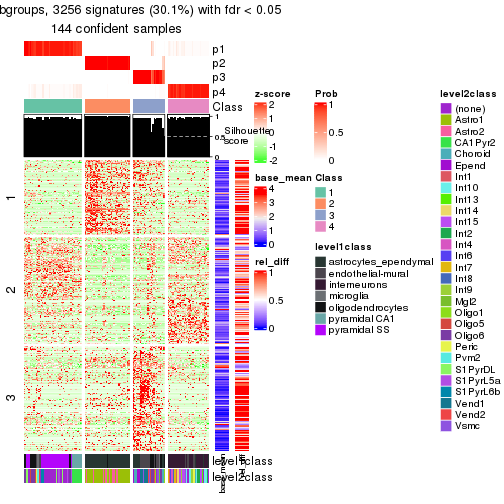 bgroups, 3256 signatures (30.1%) with fdr < 0.05
144 confident samples
p1
p2
p3
p4
Class
1
0.5
0
Silhouette
score
1
2
3
level1class
level2class
base_mean
rel_diff
z-score
2
1
0
-1
-2
base_mean
4
3
2
1
0
rel_diff
1
0.5
0
Prob
1
0.5
0
Class
1
2
3
4
level1class
astrocytes_ependymal
endothelial-mural
interneurons
microglia
oligodendrocytes
pyramidal CA1
pyramidal SS
level2class
(none)
Astro1
Astro2
CA1Pyr2
Choroid
Epend
Int1
Int10
Int13
Int14
Int15
Int2
Int4
Int6
Int7
Int8
Int9
Mgl2
Oligo1
Oligo5
Oligo6
Peric
Pvm2
S1PyrDL
S1PyrL5a
S1PyrL6b
Vend1
Vend2
Vsmc